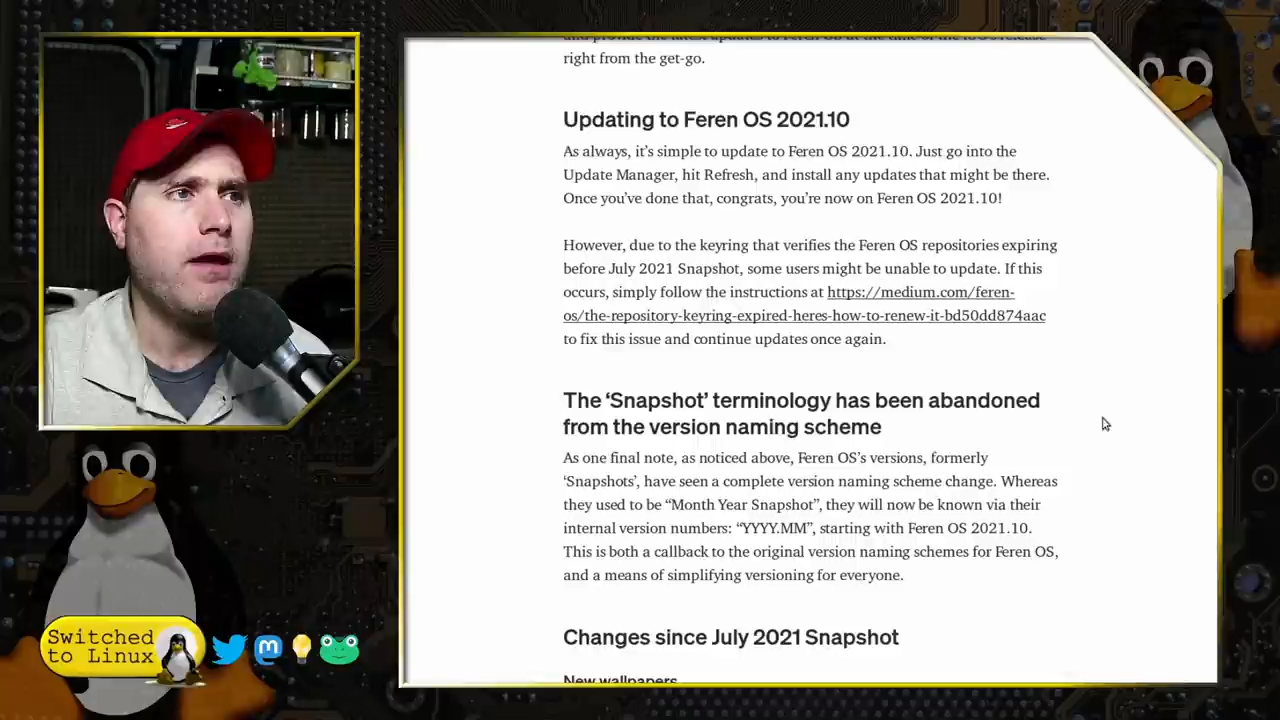 right from the get-go.
Updating to Feren OS 2021.10
As always, it's simple to update to Feren OS 2021.10. Just go into the
Update Manager, hit Refresh, and install any updates that might be there.
Once you've done that, congrats, you're now on Feren OS 2021.10!
However, due to the keyring that verifies the Feren OS repositories expiring
before July 2021 Snapshot, some users might be unable to update. If this
occurs, simply follow the instructions at https://medium.com/feren-
os/the-repository-keyring-expired-heres-how-to-renew-it-bd50dd874aac
to fix this issue and continue updates once again.
The ‘Snapshot’ terminology has been abandoned
from the version naming scheme
As one final note, as noticed above, Feren OS's versions, formerly
‘Snapshots’, have seen a complete version naming scheme change. Whereas
they used to be “Month Year Snapshot”, they will now be known via their
internal version numbers: “YYYY.MM”, starting with Feren OS 2021.10.
This is both a callback to the original version naming schemes for Feren OS,
and a means of simplifying versioning for everyone.
Changes since July 2021 Snapshot
New wallpapers
Switched
to Linux